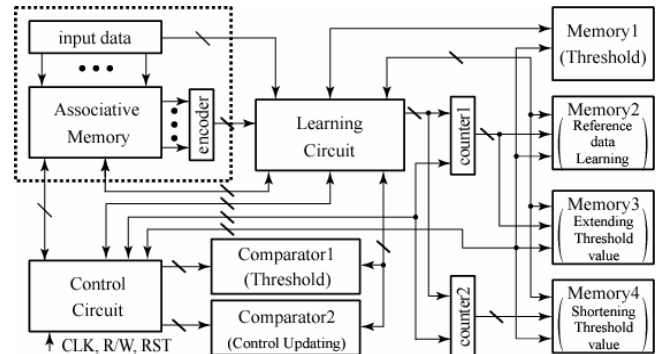 input data
Associative
Memory
encoder
Learning
Circuit
counter1
Memory1
(Threshold)
Memory2
(Reference
data
Learning)
Memory3
(Extending
Threshold
value)
Control
Circuit
Comparator1
(Threshold)
Comparator2
(Control Updating)
counter2
Memory4
(Shortening
Threshold
value)
CLK, R/W, RST